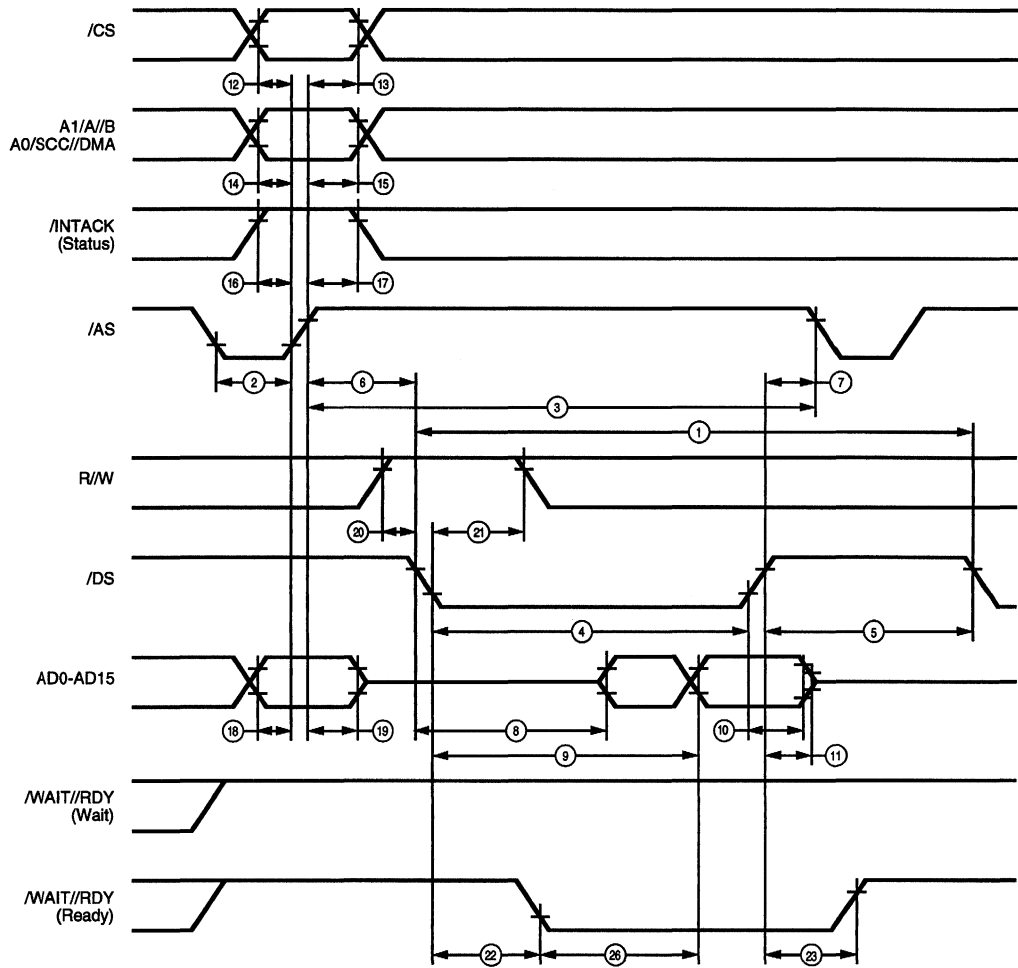 /CS
12 13
A1/A//B
A0/SCC//DMA
14 15
/INTACK
(Status)
16 17
/AS
2 6 7
3
1
R//W
20 21
/DS
4 5
AD0-AD15
18 19 8 10
9 11
/WAIT//RDY
(Wait)
/WAIT//RDY
(Ready)
22 26 23